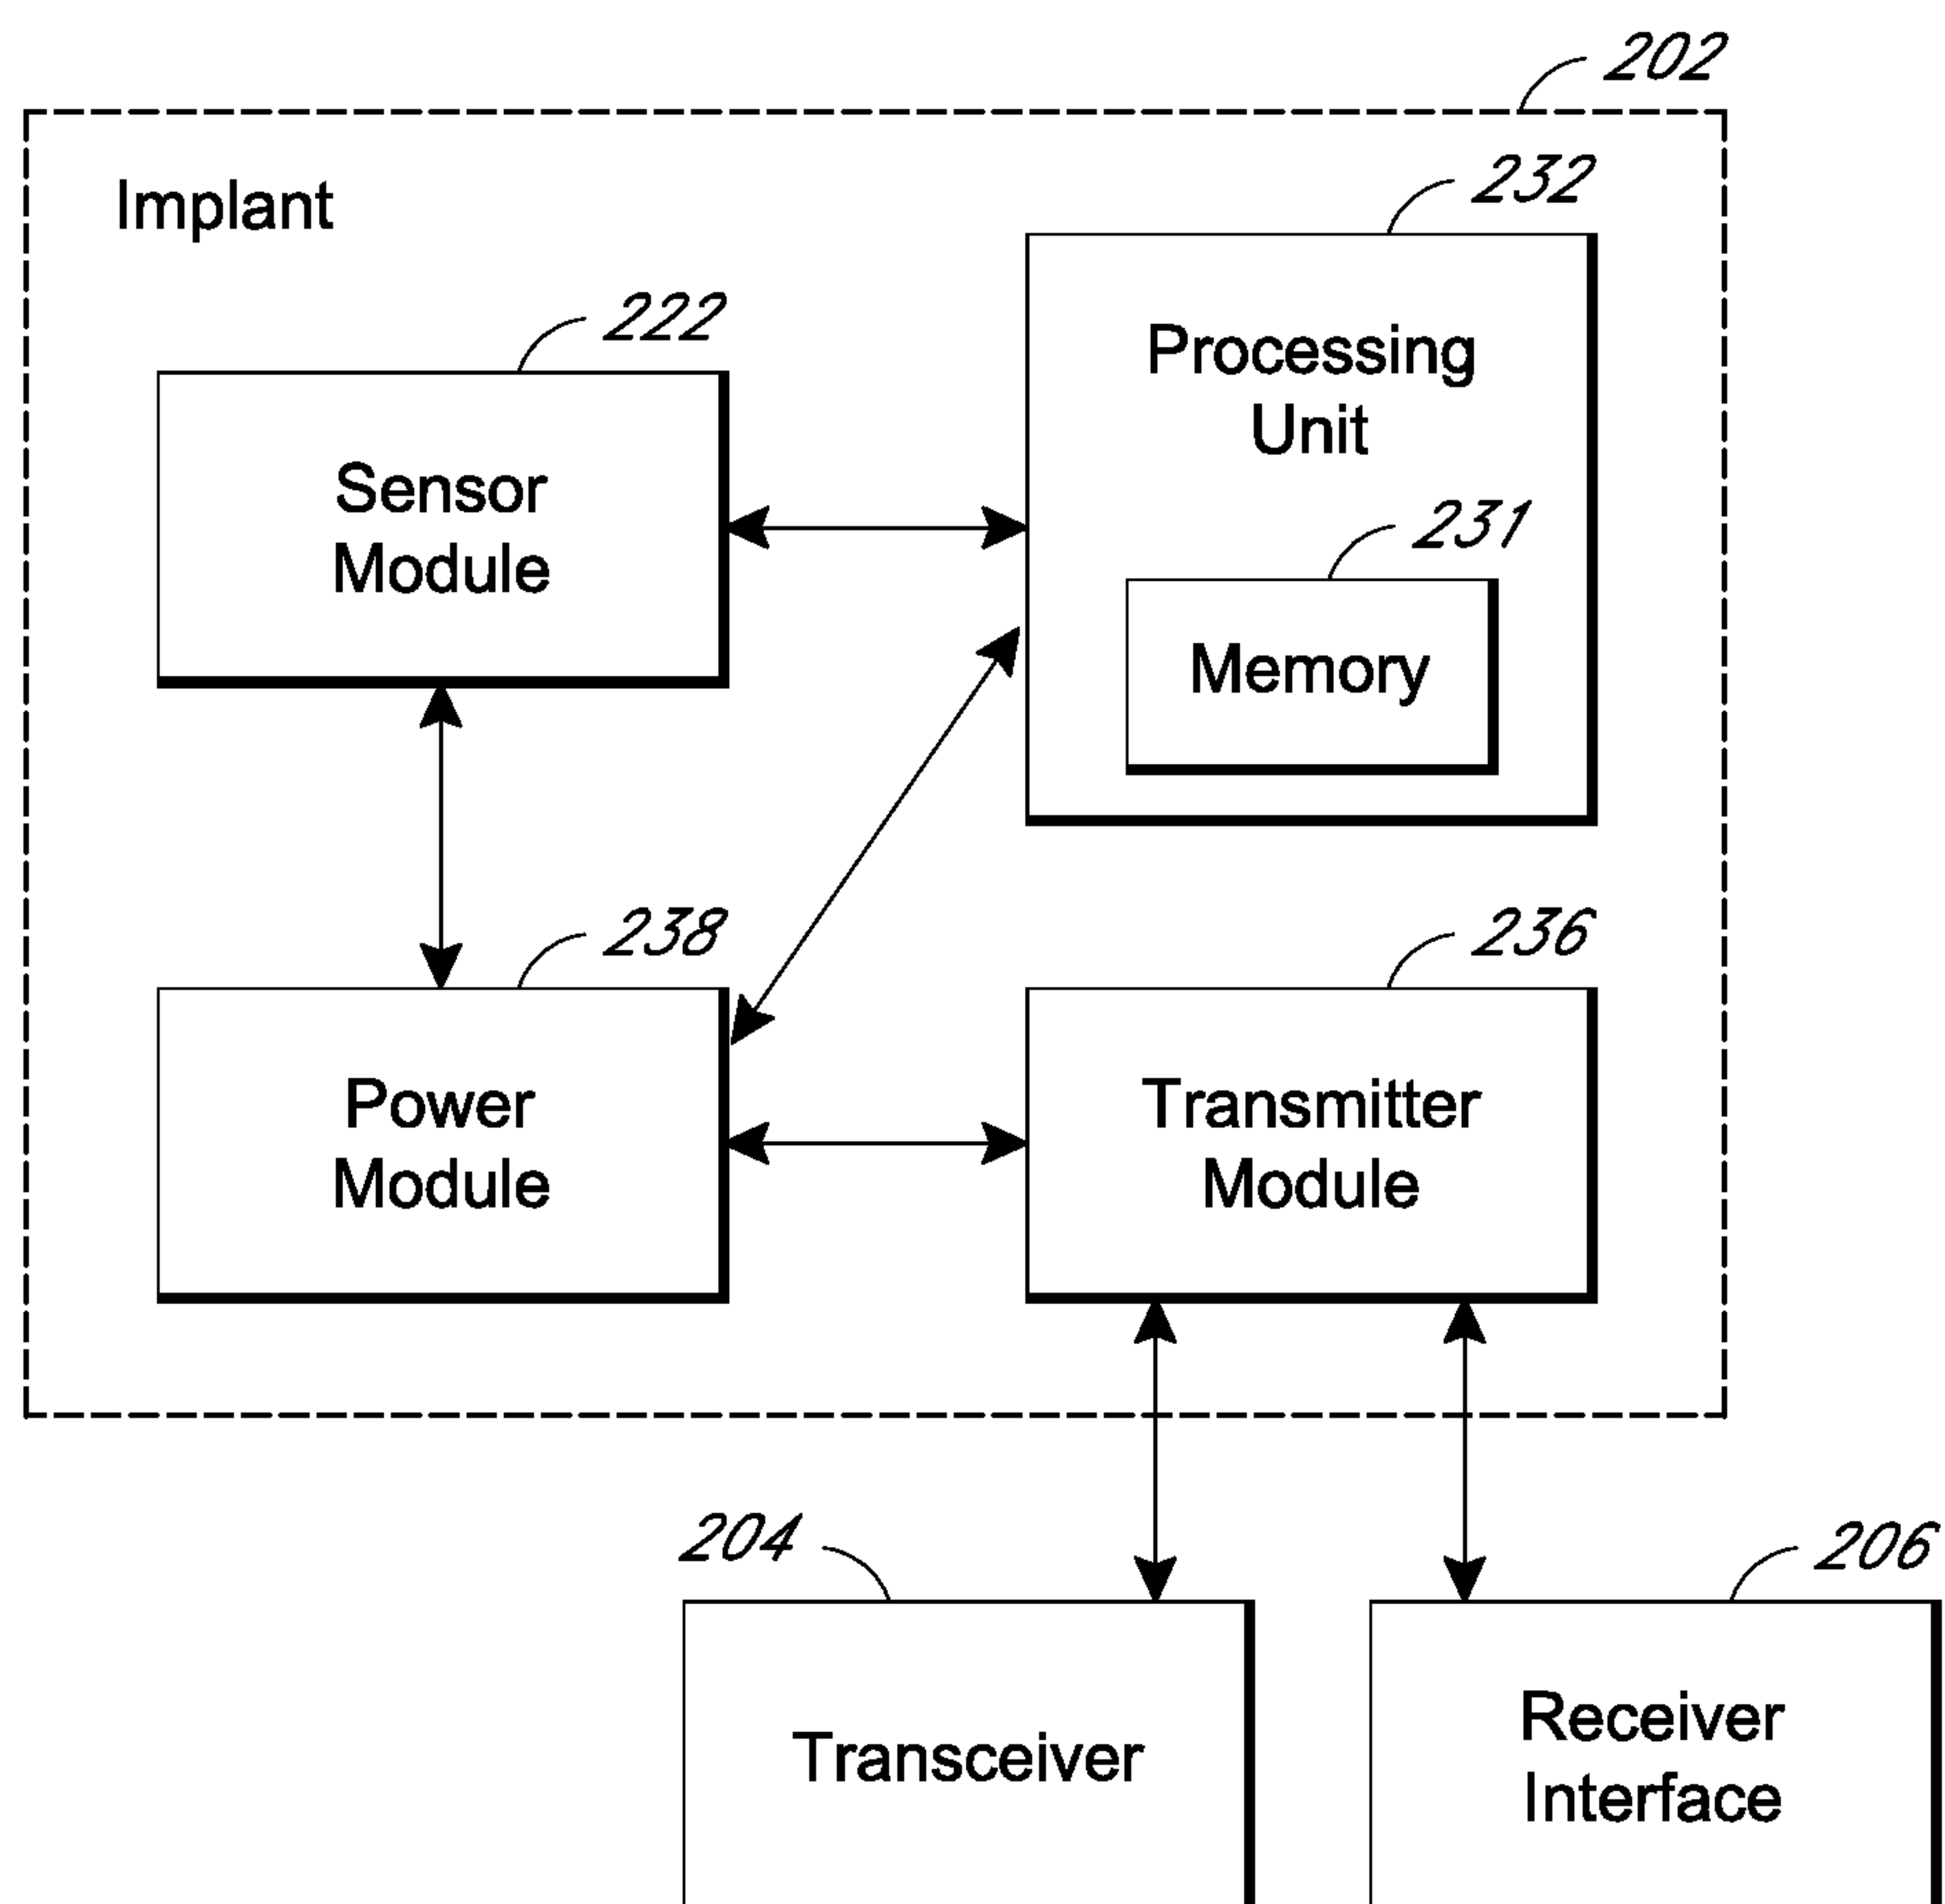 202
Implant
232
222
Processing
Unit
Sensor
Module
231
Memory
238
236
Power
Module
Transmitter
Module
204
206
Transceiver
Receiver
Interface